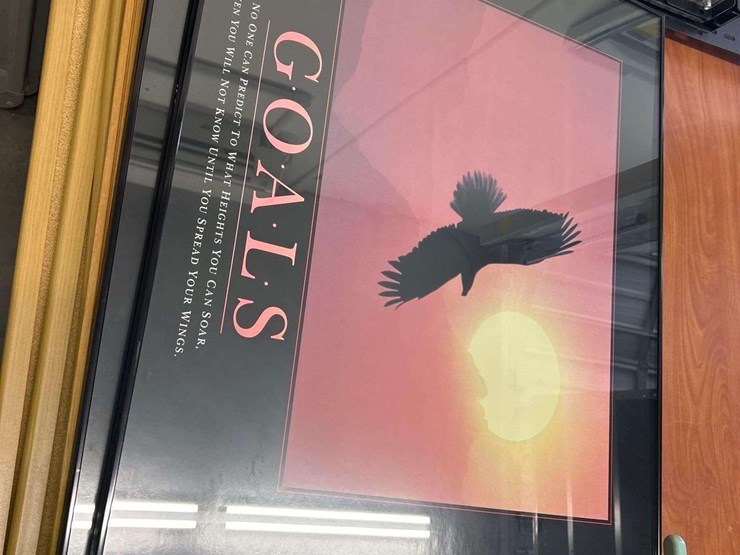 G·O·A·L·S
NO ONE CAN PREDICT TO WHAT HEIGHTS YOU CAN SOAR,
EN YOU WILL NOT KNOW UNTIL YOU SPREAD YOUR WINGS.